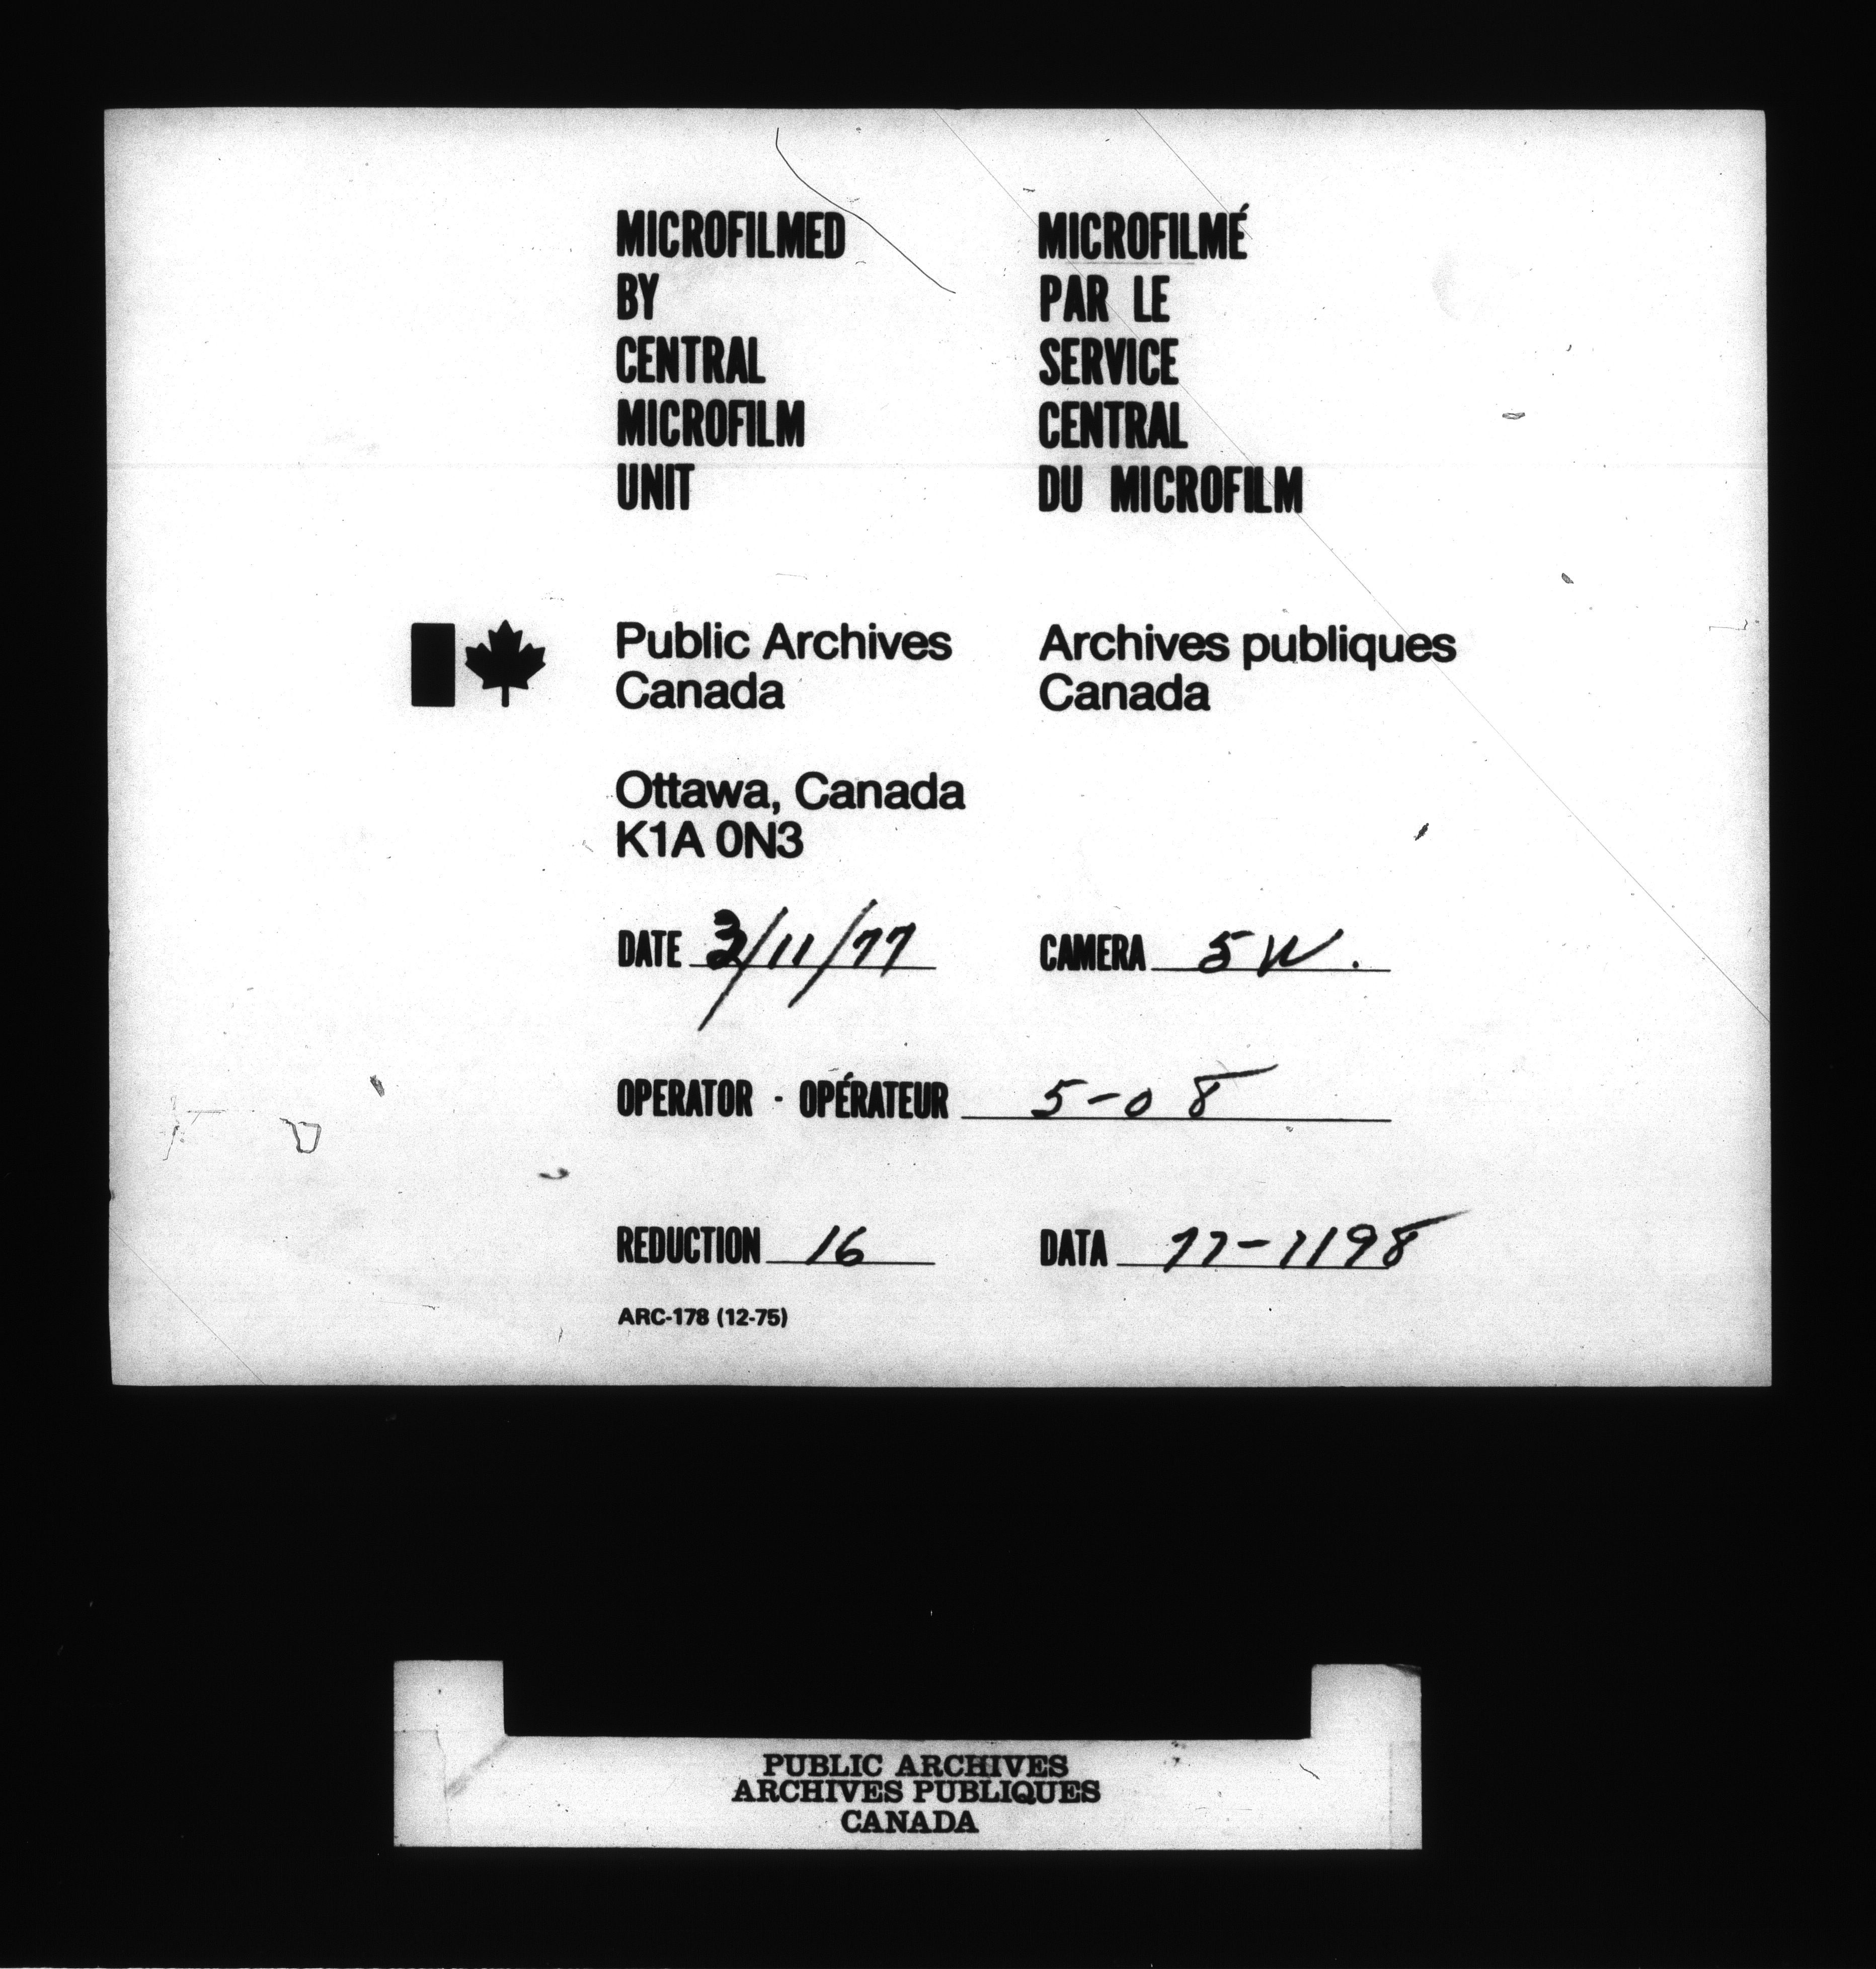 MICROFILMED
BY
CENTRAL
MICROFILM
UNIT
MICROFILMÉ
PAR LE
SERVICE
CENTRAL
DU MICROFILM
Public Archives
Canada
Archives publiques
Canada
Ottawa, Canada
K1A 0N3
DATE 3/11/77
CAMERA 5W.
OPERATOR - OPÉRATEUR 5-08
REDUCTION 16
DATA 77-1198
ARC-178 (12-75)
PUBLIC ARCHIVES
ARCHIVES PUBLIQUES
CANADA